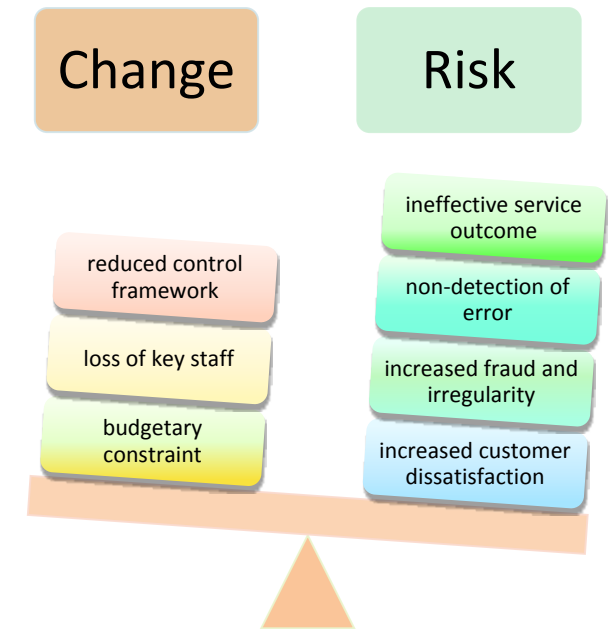 Change
Risk
reduced control
framework
loss of key staff
budgetary
constraint
ineffective service
outcome
non-detection of
error
increased fraud and
irregularity
increased customer
dissatisfaction